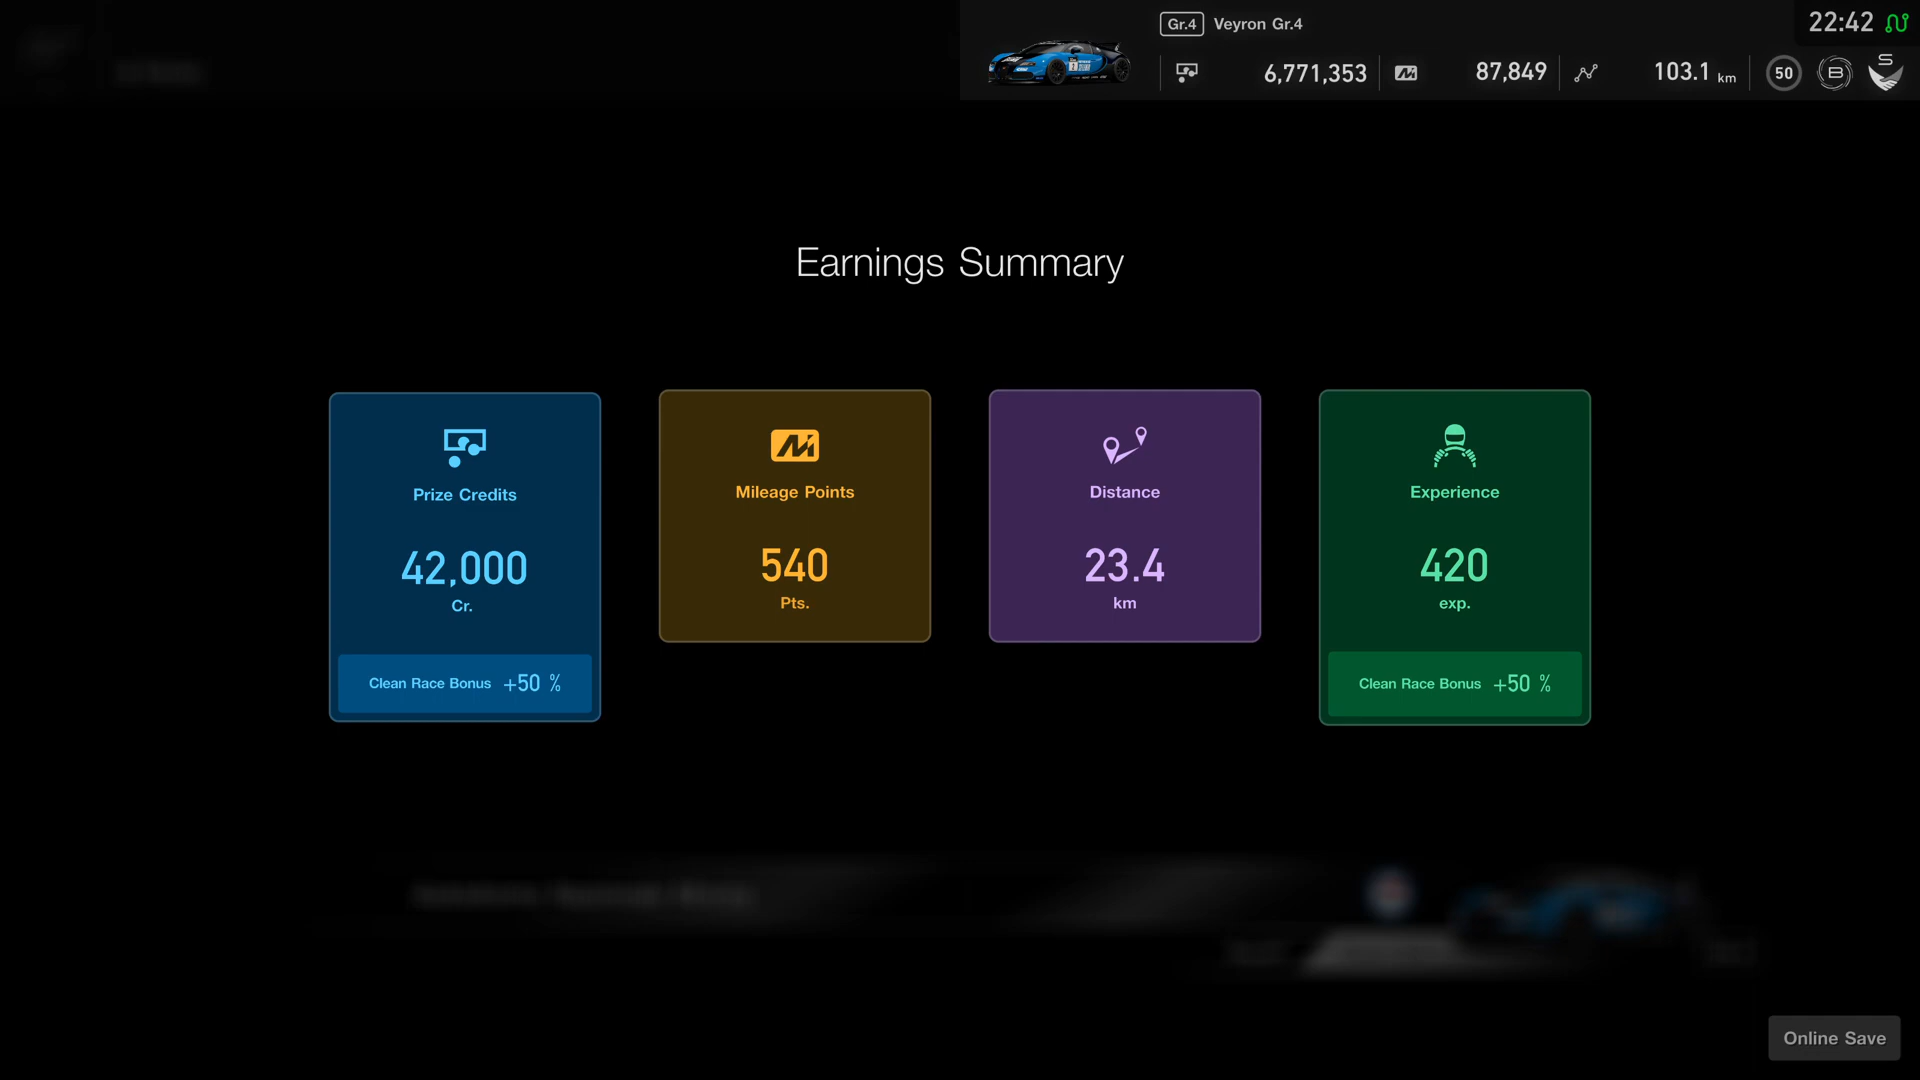 Gr.4 Veyron Gr.4
22:42
6,771,353
87,849
103.1 km
50
B
S
Earnings Summary
Prize Credits
42,000
Cr.
Clean Race Bonus +50 %
Mileage Points
540
Pts.
Distance
23.4
km
Experience
420
exp.
Clean Race Bonus +50 %
Online Save